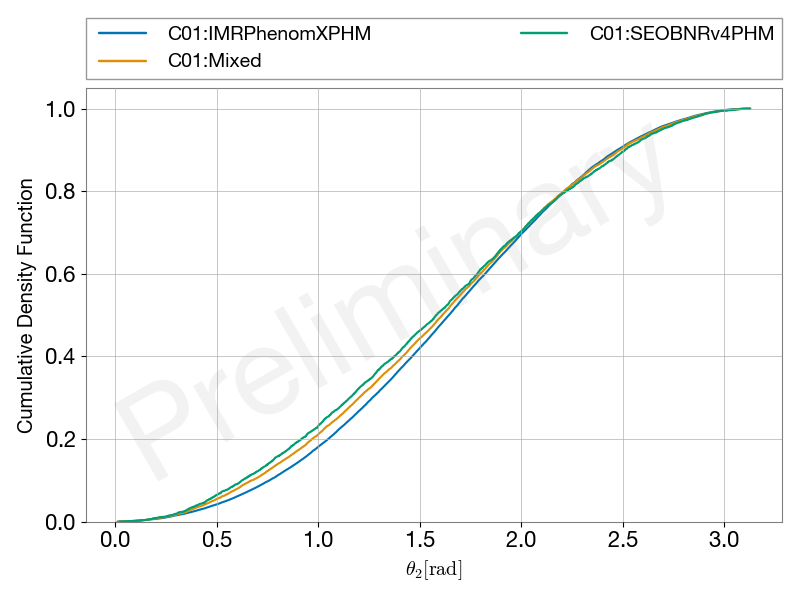 C01:IMRPhenomXPHM
C01:Mixed
C01:SEOBNRv4PHM
1.0
0.8
0.6
0.4
0.2
0.0
Cumulative Density Function
Preliminary
0.0 0.5 1.0 1.5 2.0 2.5 3.0
θ₂[rad]